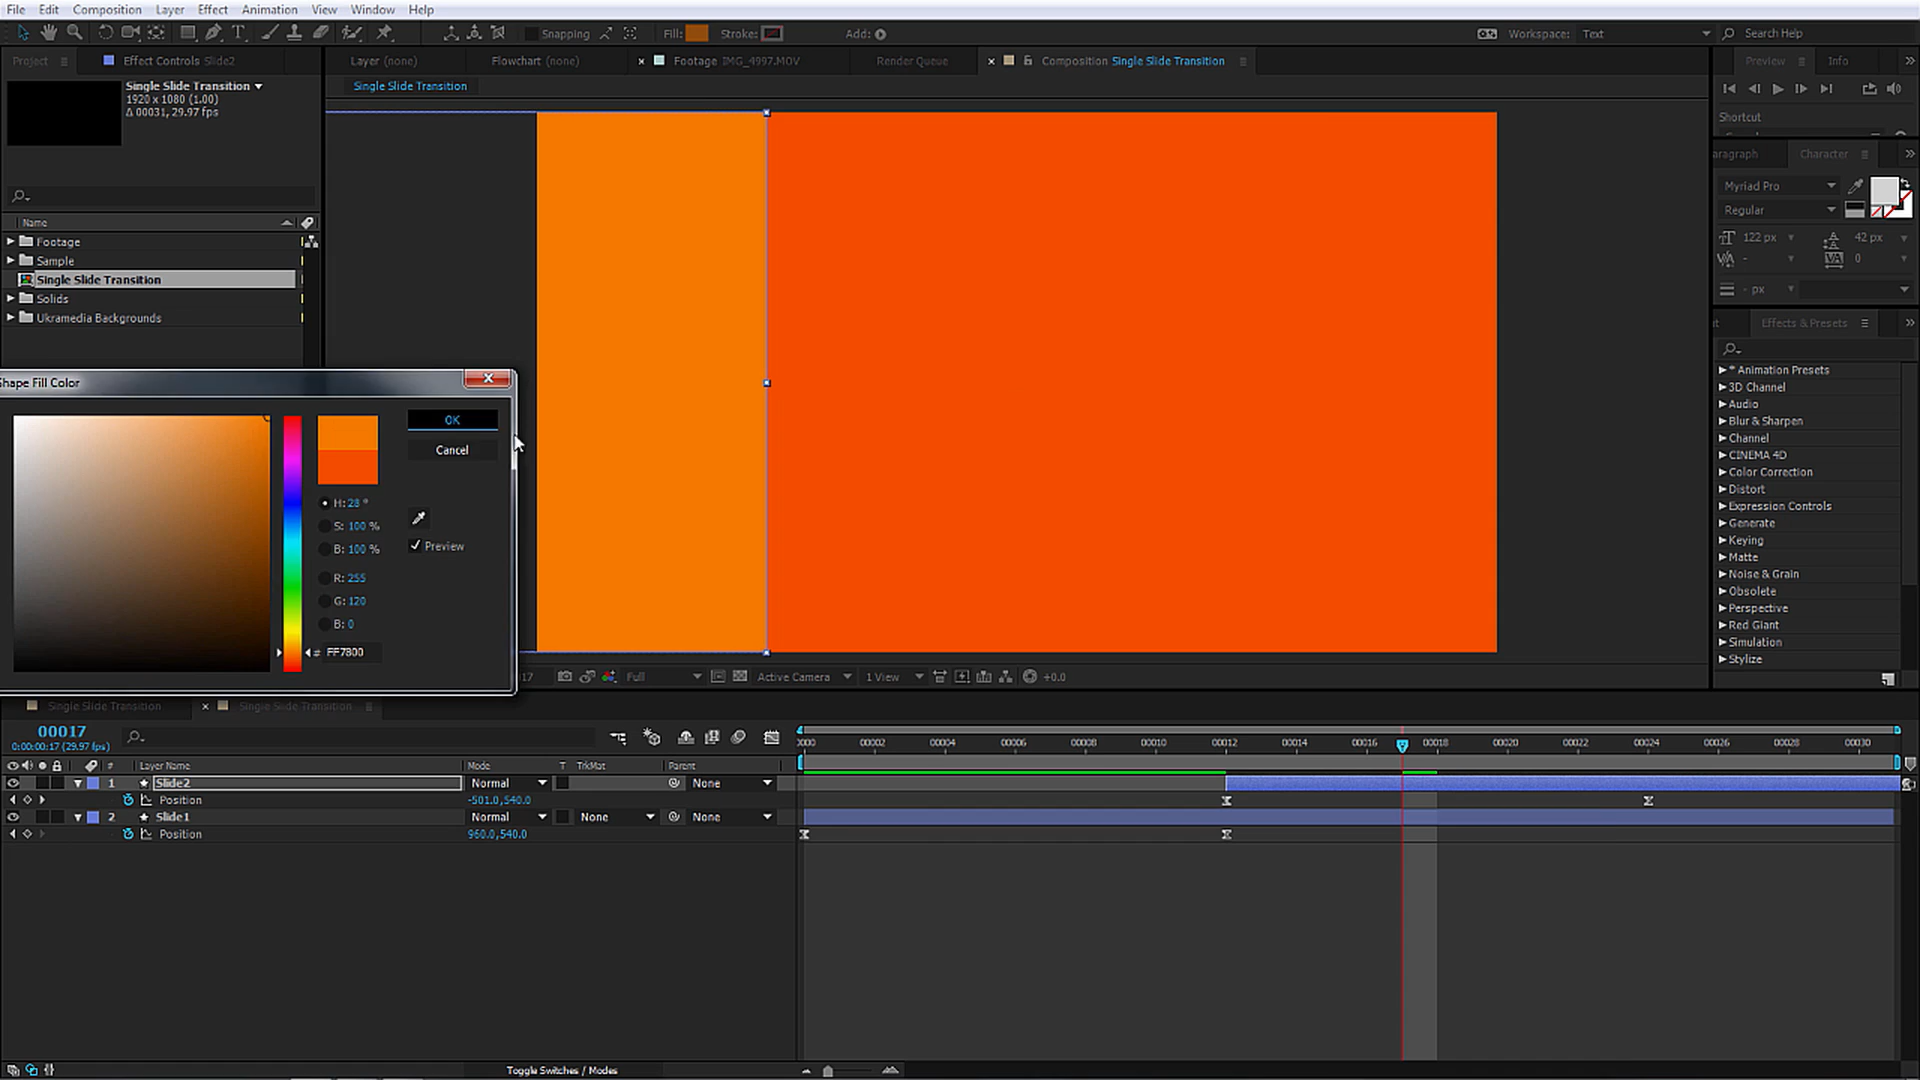 File Edit Composition Layer Effect Animation View Window Help
Snapping Fill: Stroke: Add: Workspace: Text Search Help
Project Effect Controls Slide2 Layer (none) Flowchart (none) Footage IMG_4997.MOV Render Queue Composition Single Slide Transition Preview Info
Single Slide Transition
1920 x 1080 (1.00)
Δ 00031, 29.97 fps
Single Slide Transition
Shortcut
aragraph Character
Myriad Pro
Regular
122 px 42 px
- 0
- px
Name
Footage
Sample
Single Slide Transition
Solids
Ukramedia Backgrounds
Effects & Presets
* Animation Presets
3D Channel
Audio
Blur & Sharpen
Channel
CINEMA 4D
Color Correction
Distort
Expression Controls
Generate
Keying
Matte
Noise & Grain
Obsolete
Perspective
Red Giant
Simulation
Stylize
Shape Fill Color
OK
Cancel
H: 28 °
S: 100 %
B: 100 %
Preview
R: 255
G: 120
B: 0
# FF7800
17 Full Active Camera 1 View +0.0
Single Slide Transition Single Slide Transition
00017
0:00:00:17 (29.97 fps)
0000 00002 00004 00006 00008 00010 00012 00014 00016 00018 00020 00022 00024 00026 00028 00030
# Layer Name Mode T TrkMat Parent
1 Slide2 Normal None
Position -501.0,540.0
2 Slide1 Normal None None
Position 960.0,540.0
Toggle Switches / Modes